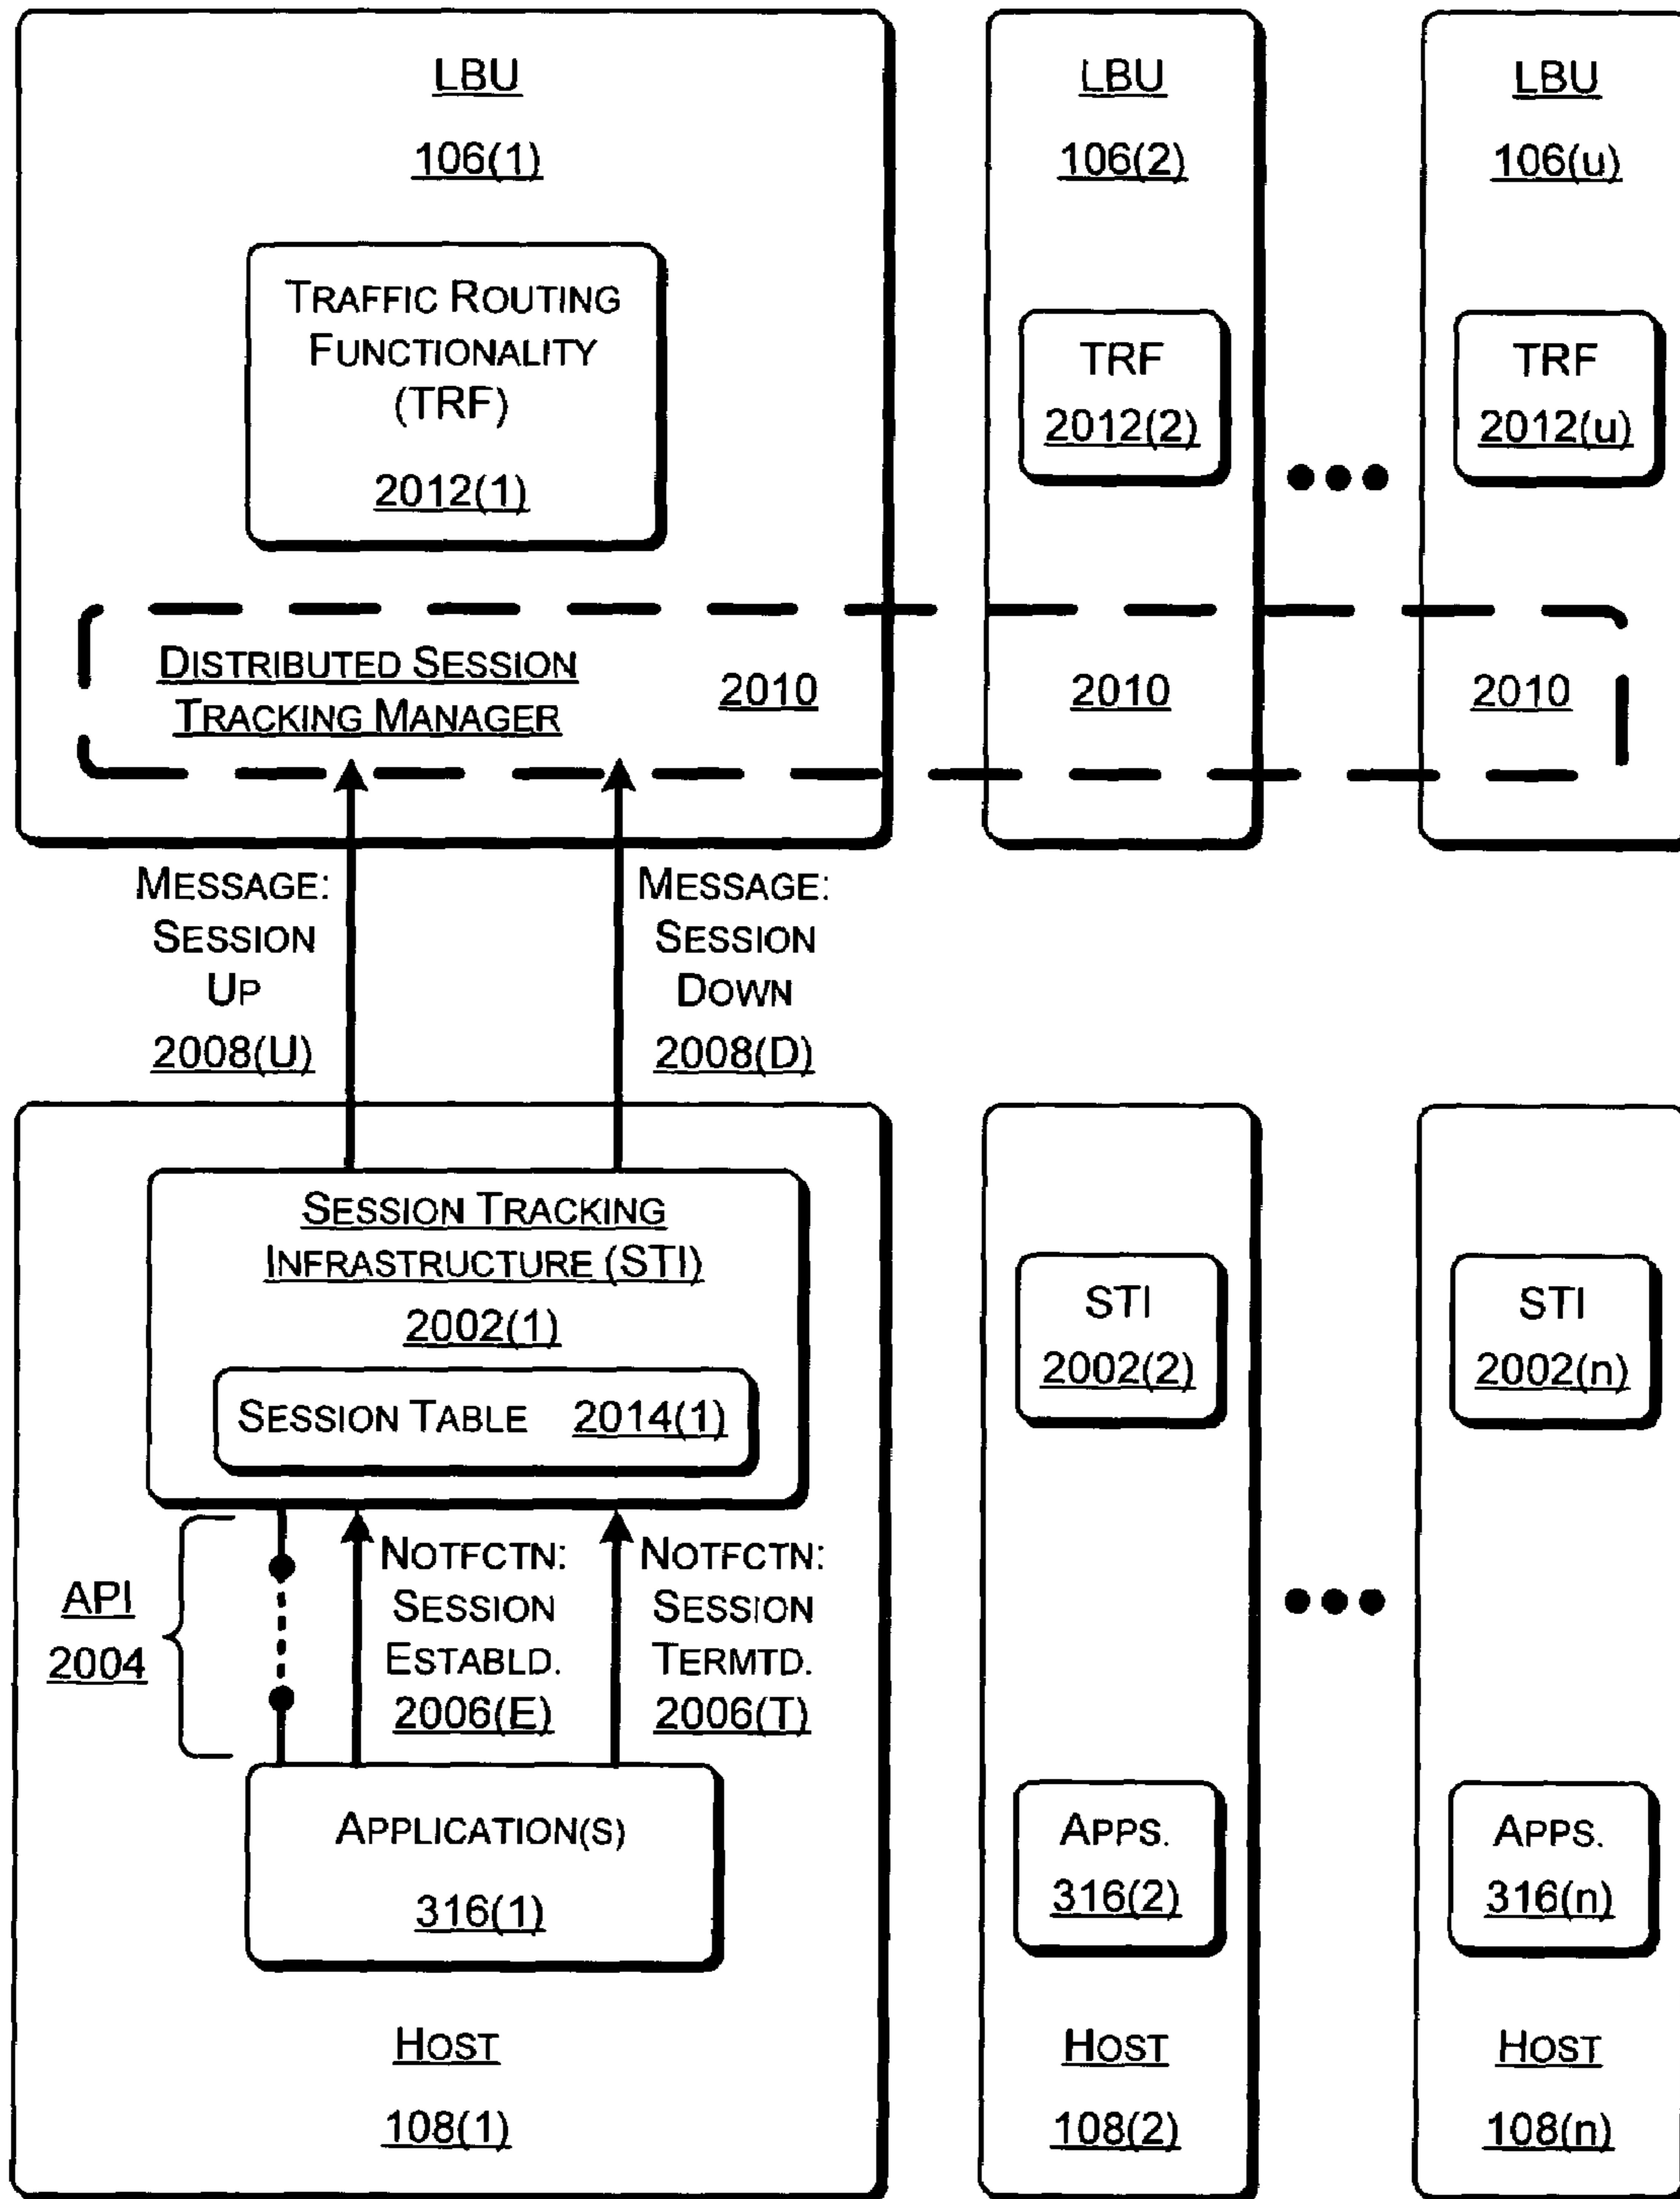 LBU
106(1)
TRAFFIC ROUTING
FUNCTIONALITY
(TRF)
2012(1)
LBU
106(2)
TRF
2012(2)
LBU
106(u)
TRF
2012(u)
DISTRIBUTED SESSION
TRACKING MANAGER
2010
2010
2010
MESSAGE:
SESSION
UP
2008(U)
MESSAGE:
SESSION
DOWN
2008(D)
SESSION TRACKING
INFRASTRUCTURE (STI)
2002(1)
SESSION TABLE 2014(1)
API
2004
NOTFCTN:
SESSION
ESTABLD.
2006(E)
NOTFCTN:
SESSION
TERMTD.
2006(T)
APPLICATION(S)
316(1)
HOST
108(1)
STI
2002(2)
APPS.
316(2)
HOST
108(2)
STI
2002(n)
APPS.
316(n)
HOST
108(n)